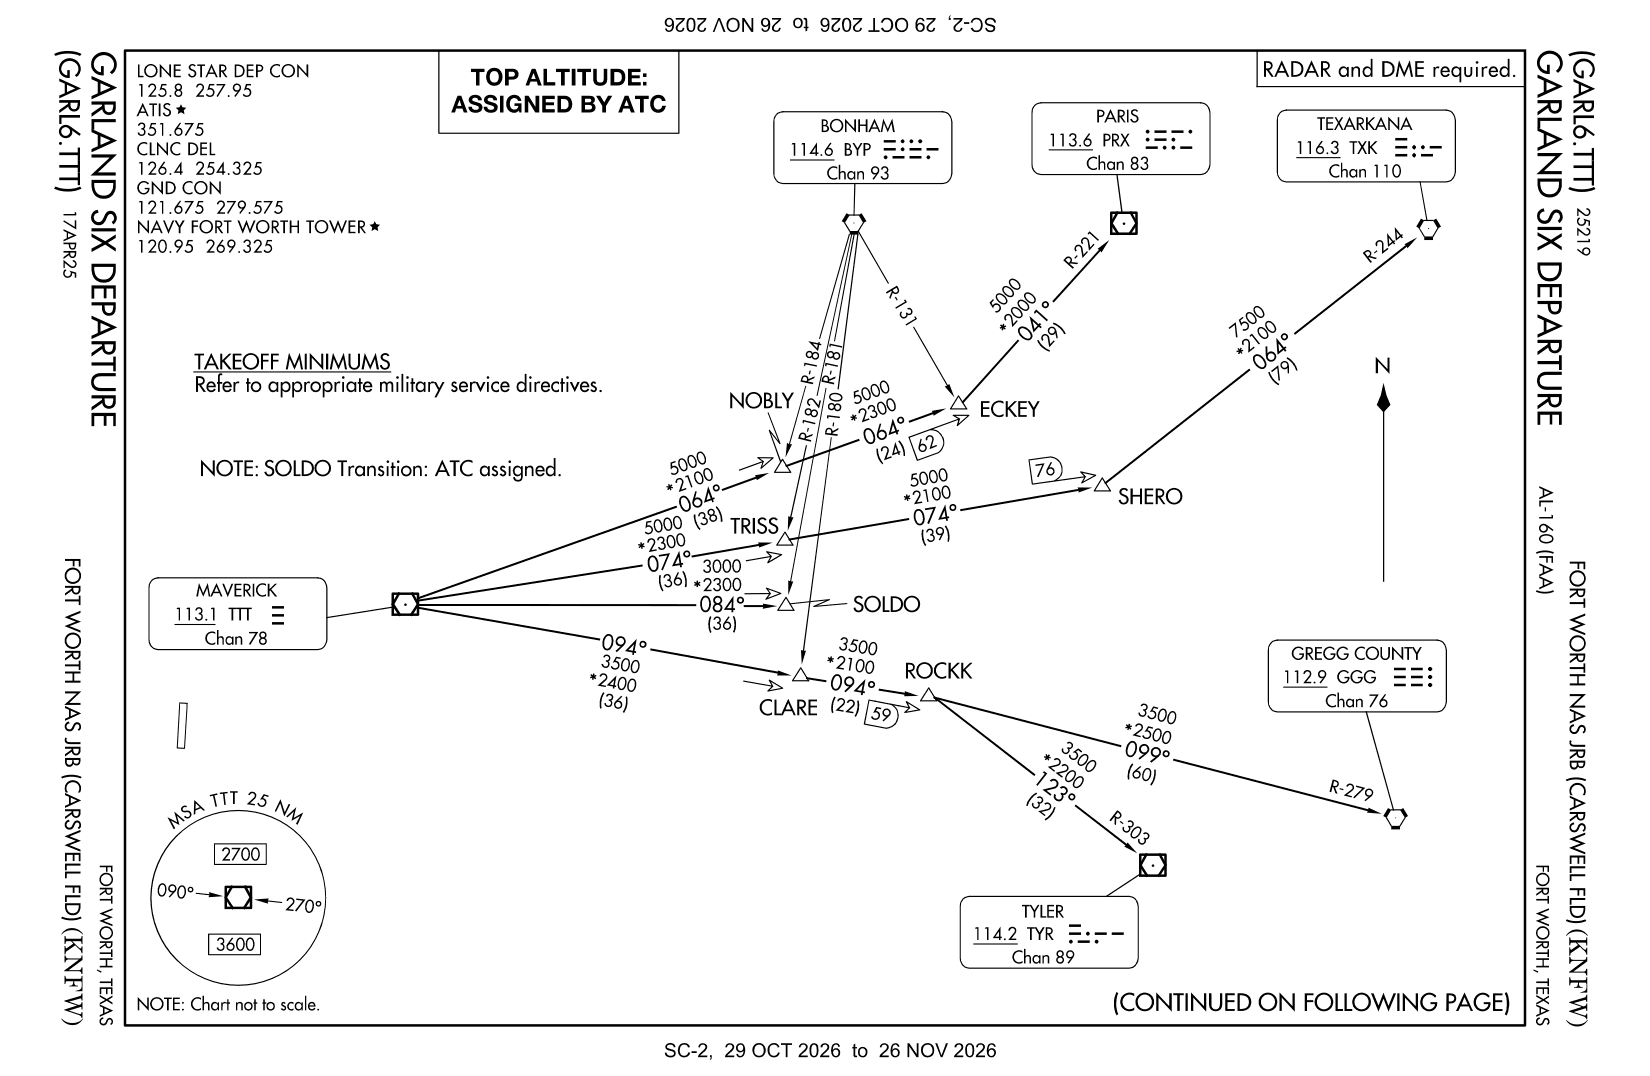 SC-2, 29 OCT 2026 to 26 NOV 2026
(GARL6.TTT) 17APR25
GARLAND SIX DEPARTURE
FORT WORTH NAS JRB (CARSWELL FLD) (KNFW)
FORT WORTH, TEXAS
LONE STAR DEP CON
125.8 257.95
ATIS ★
351.675
CLNC DEL
126.4 254.325
GND CON
121.675 279.575
NAVY FORT WORTH TOWER ★
120.95 269.325
TOP ALTITUDE:
ASSIGNED BY ATC
RADAR and DME required.
BONHAM
114.6 BYP
Chan 93
PARIS
113.6 PRX
Chan 83
TEXARKANA
116.3 TXK
Chan 110
TAKEOFF MINIMUMS
Refer to appropriate military service directives.
NOTE: SOLDO Transition: ATC assigned.
R-131
R-184
R-181
R-182
R-180
R-221
5000
*2000
041°
(29)
R-244
7500
*2100
064°
(79)
N
NOBLY
5000
*2300
064°
(24)
62
ECKEY
5000
*2100
064°
(38)
TRISS
5000
*2300
074°
(36)
5000
*2100
074°
(39)
76
SHERO
3000
*2300
084°
(36)
SOLDO
MAVERICK
113.1 TTT
Chan 78
094°
3500
*2400
(36)
CLARE
3500
*2100
094°
(22)
59
ROCKK
3500
*2500
099°
(60)
R-279
3500
*2200
123°
(32)
R-303
GREGG COUNTY
112.9 GGG
Chan 76
TYLER
114.2 TYR
Chan 89
MSA TTT 25 NM
2700
090°
270°
3600
NOTE: Chart not to scale.
(CONTINUED ON FOLLOWING PAGE)
(GARL6.TTT) 25219
GARLAND SIX DEPARTURE
AL-160 (FAA)
FORT WORTH NAS JRB (CARSWELL FLD) (KNFW)
FORT WORTH, TEXAS
SC-2, 29 OCT 2026 to 26 NOV 2026